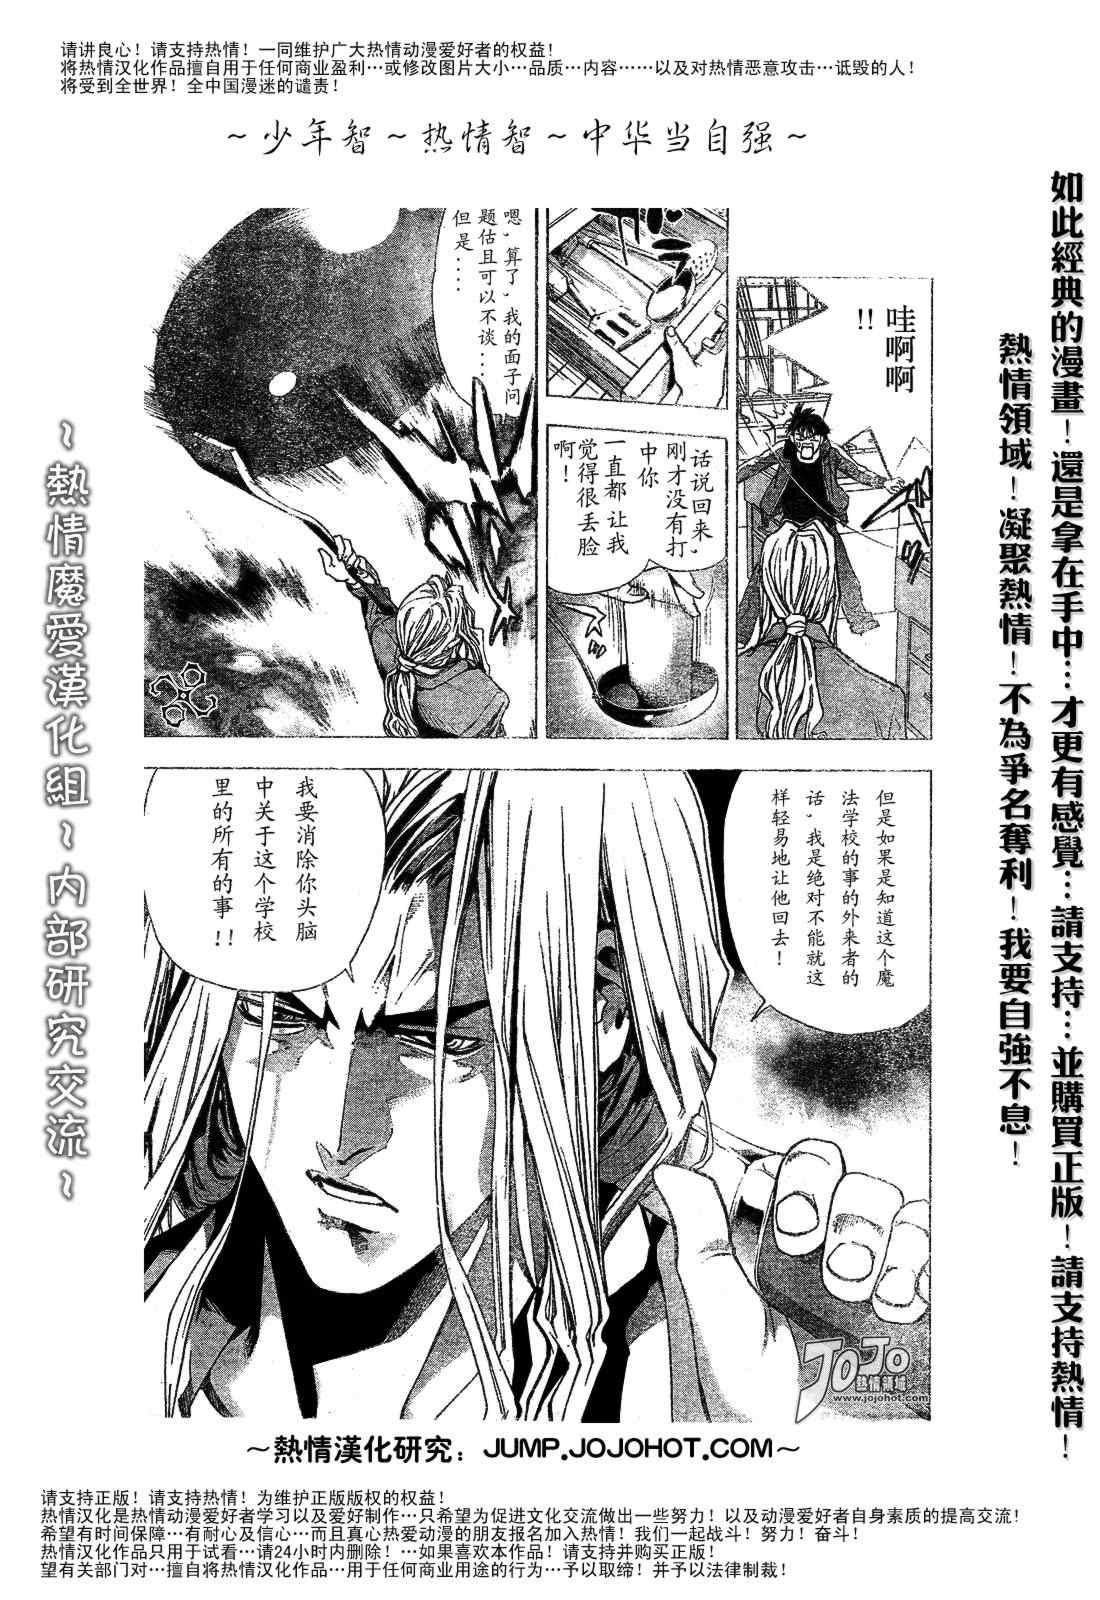 请讲良心！请支持热情！一同维护广大热情动漫爱好者的权益！
将热情汉化作品擅自用于任何商业盈利…或修改图片大小…品质…内容……以及对热情恶意攻击…诋毁的人！
将受到全世界！全中国漫迷的谴责！
～少年智～热情智～中华当自强～
如此經典的漫畫！還是拿在手中…才更有感覺…請支持…並購買正版！請支持熱情！
熱情領域！凝聚熱情！不為爭名奪利！我要自強不息！
～熱情魔愛漢化組～内部研究交流～
哇啊啊
!!
话说回来，
刚才没有打
中你
一直都让我
觉得很丢脸
啊！
嗯，算了，我的面子问
题估且可以不谈...
但是....
但是如果是知道这个魔
法学校的事的外来者的
话，我是绝对不能就这
样轻易地让他回去！
我要消除你头脑
中关于这个学校
里的所有的事!!
JOJO
熱情領域
www.jojohot.com
～熱情漢化研究：JUMP.JOJOHOT.COM～
请支持正版！请支持热情！为维护正版版权的权益！
热情汉化是热情动漫爱好者学习以及爱好制作…只希望为促进文化交流做出一些努力！以及动漫爱好者自身素质的提高交流！
希望有时间保障…有耐心及信心…而且真心热爱动漫的朋友报名加入热情！我们一起战斗！努力！奋斗！
热情汉化作品只用于试看…请24小时内删除！…如果喜欢本作品！请支持并购买正版！
望有关部门对…擅自将热情汉化作品…用于任何商业用途的行为…予以取缔！并予以法律制裁！